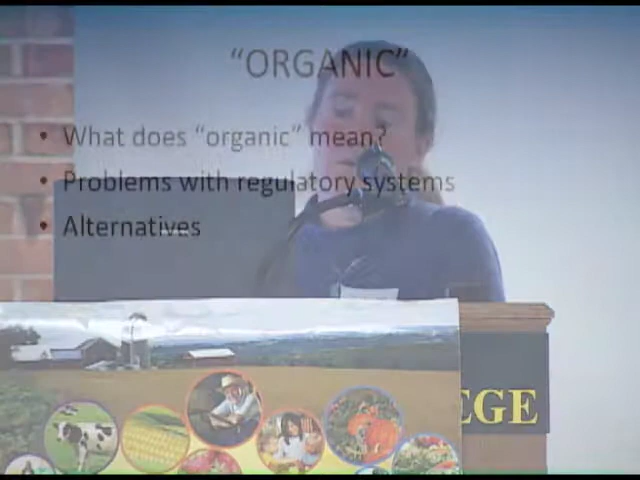 “ORGANIC”
• What does “organic” mean?
• Problems with regulatory systems
• Alternatives
EGE